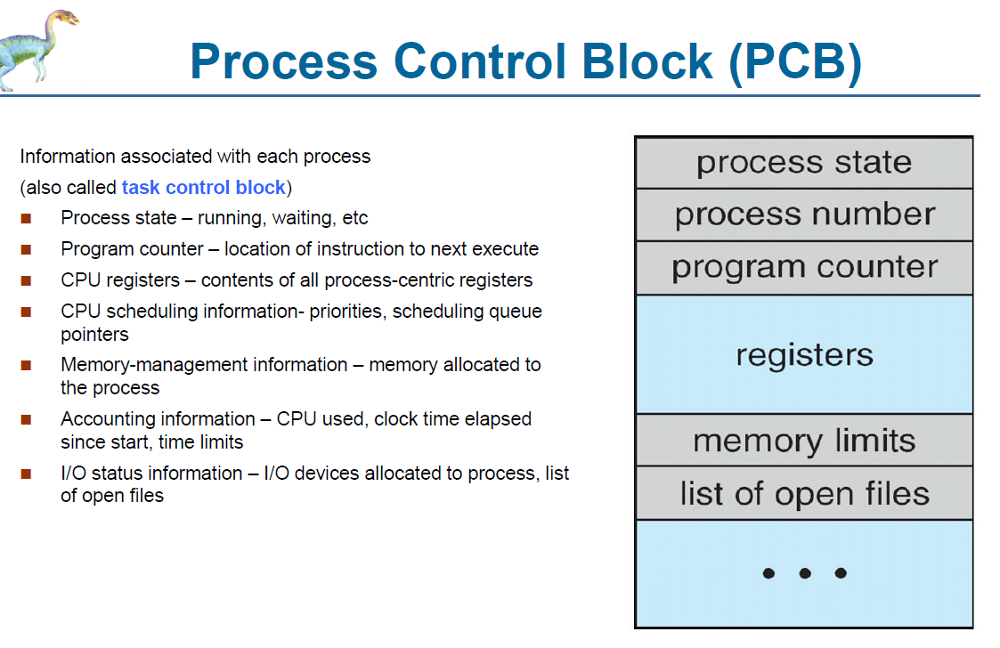 Process Control Block (PCB)
Information associated with each process
(also called task control block)
Process state – running, waiting, etc
Program counter – location of instruction to next execute
CPU registers – contents of all process-centric registers
CPU scheduling information- priorities, scheduling queue
pointers
Memory-management information – memory allocated to
the process
Accounting information – CPU used, clock time elapsed
since start, time limits
I/O status information – I/O devices allocated to process, list
of open files
process state
process number
program counter
registers
memory limits
list of open files
• • •